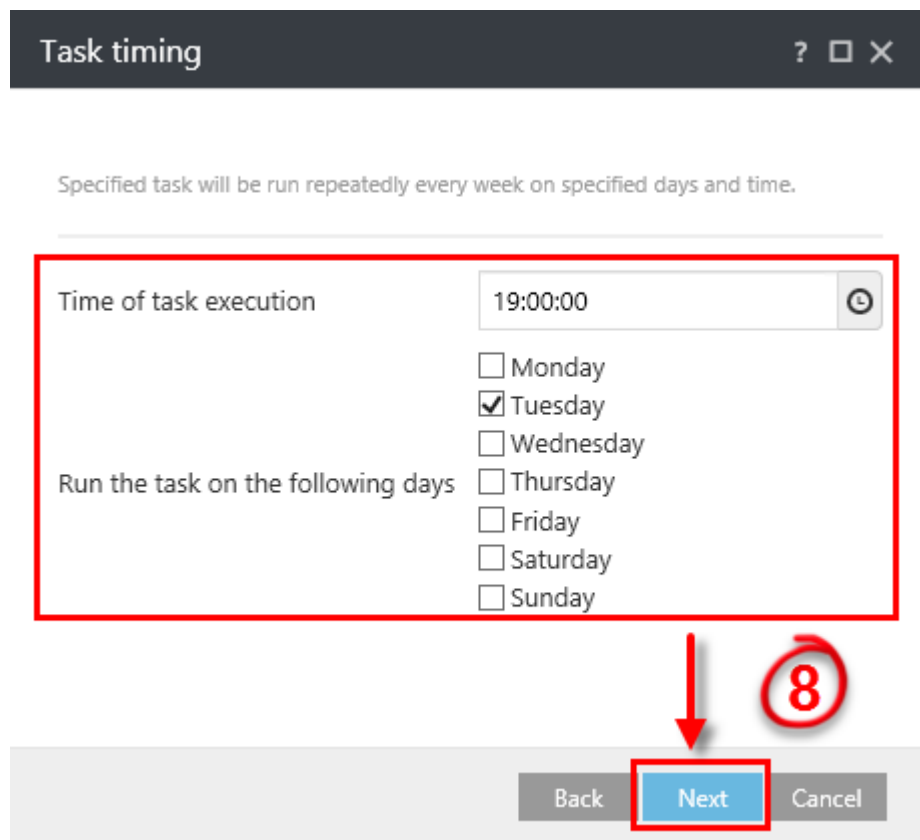 Task timing ?
Specified task will be run repeatedly every week on specified days and time.
Time of task execution 19:00:00
Monday
Tuesday
Wednesday
Run the task on the following days Thursday
Friday
Saturday
Sunday
8
Back Next Cancel